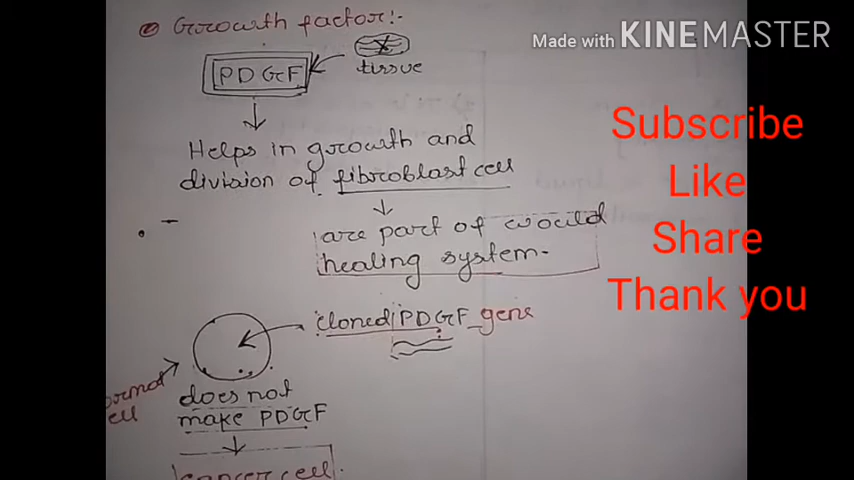 Growth factor:-
PDGF
tissue
Helps in growth and
division of fibroblast cell
are part of would
healing system.
cloned PDGF gene
does not
make PDGF
cancer cell.
Made with KINEMASTER
Subscribe
Like
Share
Thank you